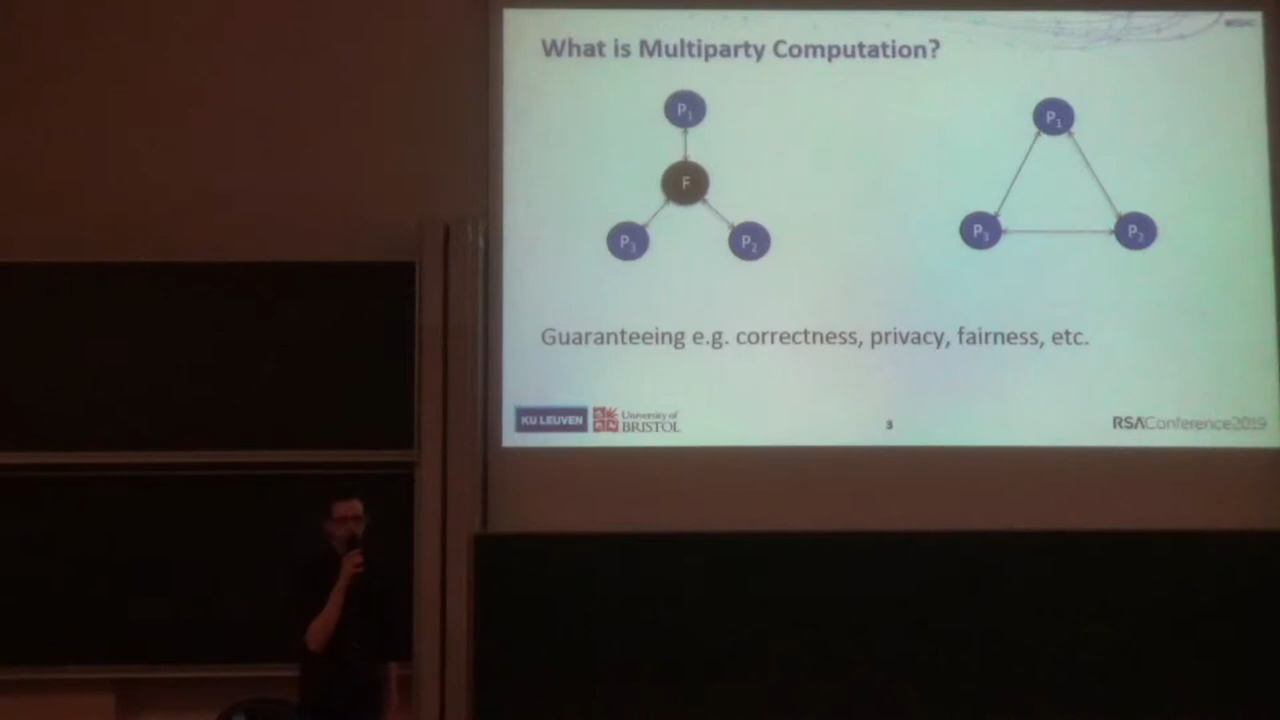 What is Multiparty Computation?
P1
P1
F
P3
P2
P3
P2
Guaranteeing e.g. correctness, privacy, fairness, etc.
KU LEUVEN
University of
BRISTOL
3
RSAConference2019